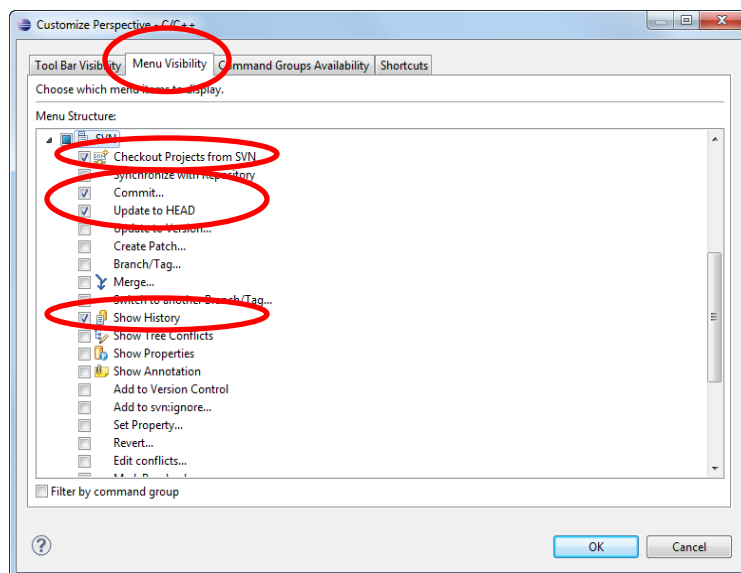 Customize Perspective - C/C++
Tool Bar Visibility Menu Visibility Command Groups Availability Shortcuts
Choose which menu items to display.
Menu Structure:
SVN
Checkout Projects from SVN
Synchronize with Repository
Commit...
Update to HEAD
Update to Version...
Create Patch...
Branch/Tag...
Merge...
Switch to another Branch/Tag...
Show History
Show Tree Conflicts
Show Properties
Show Annotation
Add to Version Control
Add to svn:ignore...
Set Property...
Revert...
Edit conflicts...
Filter by command group
OK Cancel